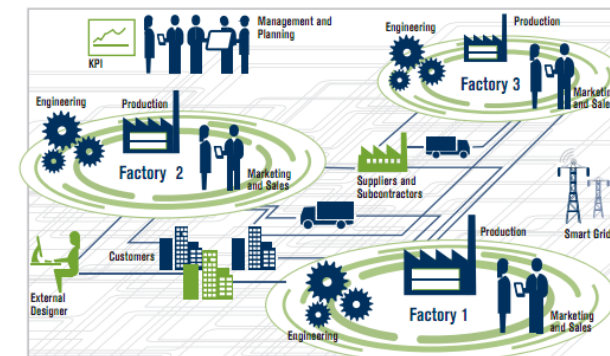 Management and
Planning
KPI
Engineering
Production
Factory 3
Marketing
and Sales
Engineering
Production
Factory 2
Marketing
and Sales
Suppliers and
Subcontractors
Smart Grid
Customers
External
Designer
Production
Engineering
Factory 1
Marketing
and Sales